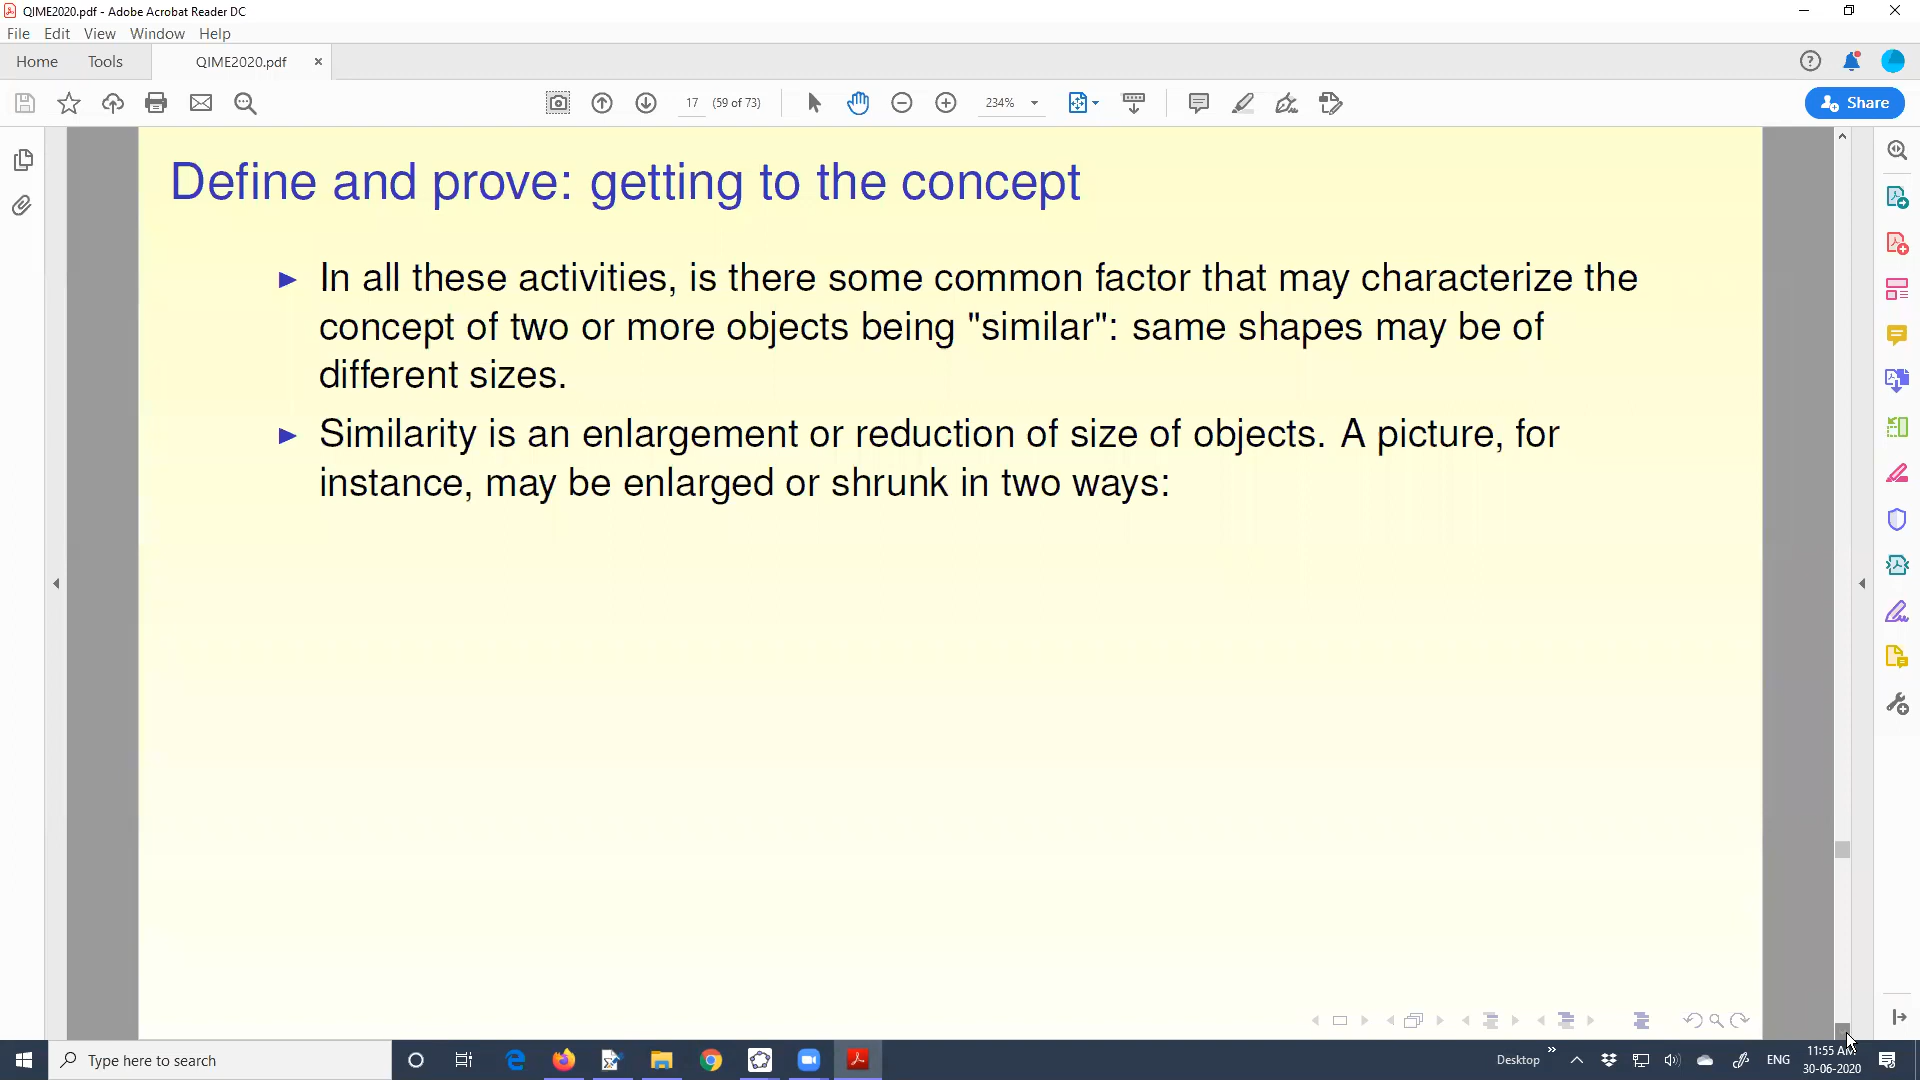 QIME2020.pdf - Adobe Acrobat Reader DC
File Edit View Window Help
Home Tools QIME2020.pdf
17 (59 of 73) 234% Share
Define and prove: getting to the concept
In all these activities, is there some common factor that may characterize the
concept of two or more objects being "similar": same shapes may be of
different sizes.
Similarity is an enlargement or reduction of size of objects. A picture, for
instance, may be enlarged or shrunk in two ways:
Type here to search
Desktop
ENG
11:55 AM
30-06-2020